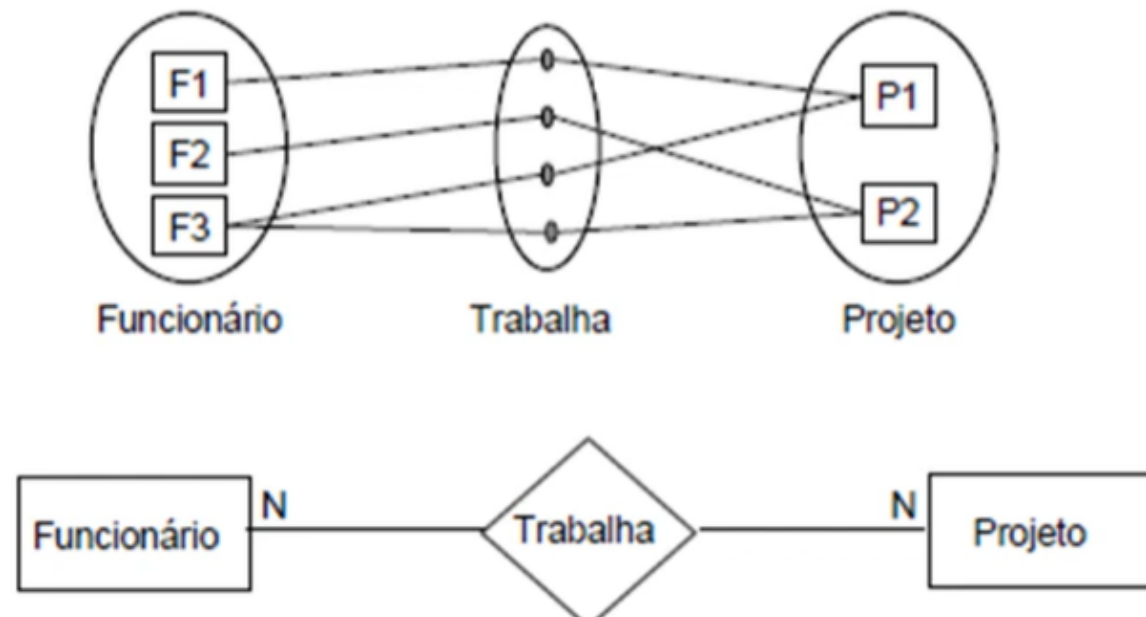 F1
F2
F3
P1
P2
Funcionário Trabalha Projeto
Funcionário N Trabalha N Projeto